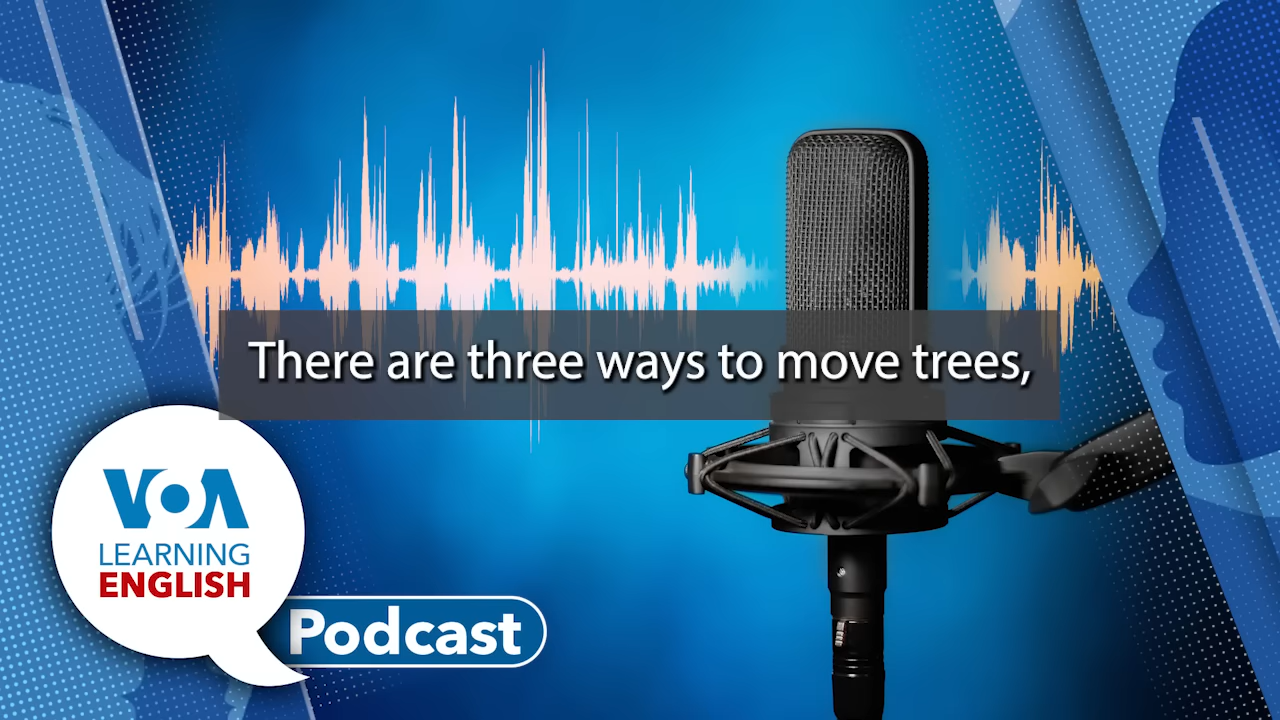 There are three ways to move trees,
VOA
LEARNING
ENGLISH
Podcast